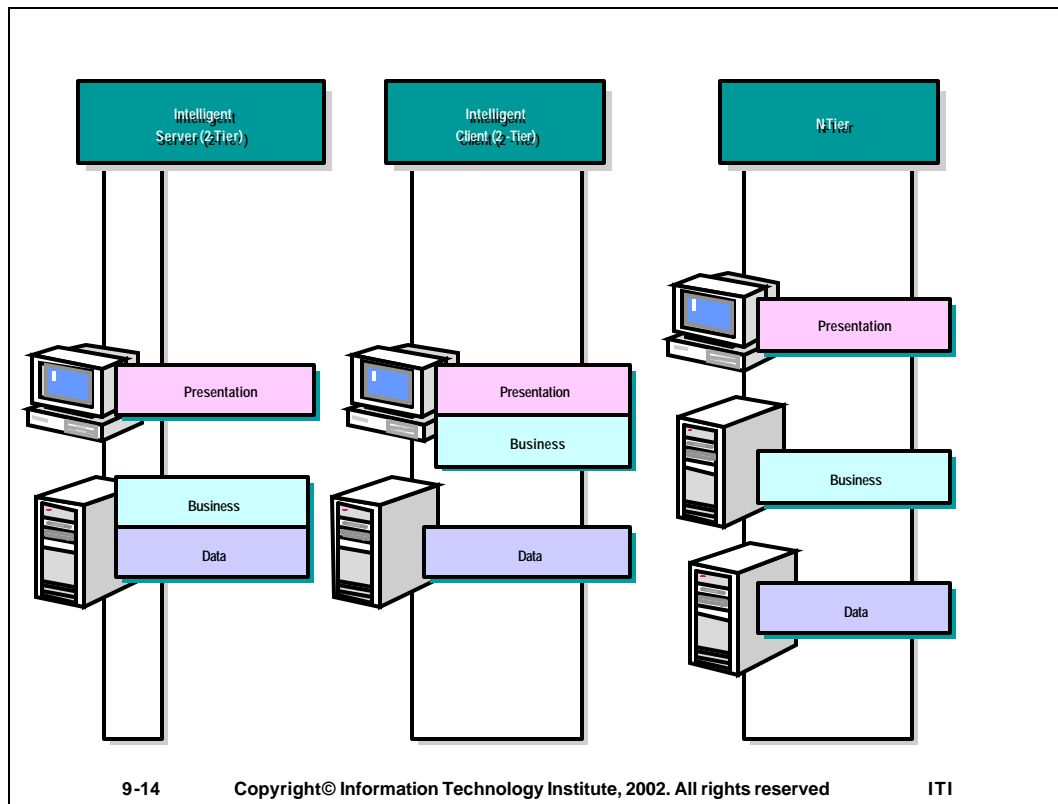 Intelligent
Server (2-Tier)
Intelligent
Client (2 -Tier)
N-Tier
Presentation
Business
Data
Presentation
Business
Data
Presentation
Business
Data
9-14 Copyright© Information Technology Institute, 2002. All rights reserved ITI